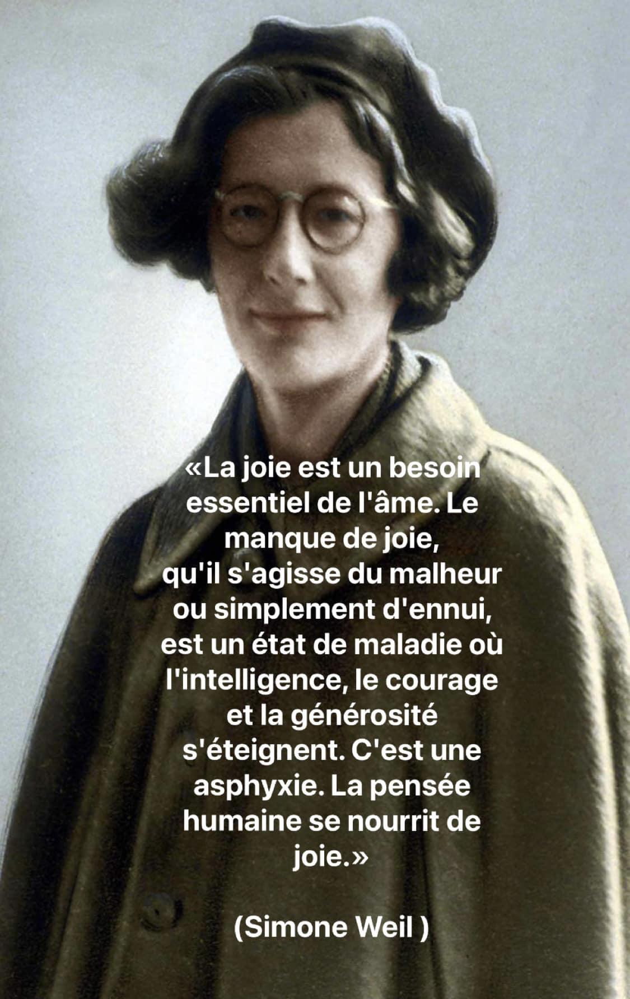 «La joie est un besoin
essentiel de l'âme. Le
manque de joie,
qu'il s'agisse du malheur
ou simplement d'ennui,
est un état de maladie où
l'intelligence, le courage
et la générosité
s'éteignent. C'est une
asphyxie. La pensée
humaine se nourrit de
joie.»
(Simone Weil )